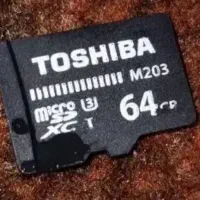 TOSHIBA
M203
micro SD XC I U3 64GB